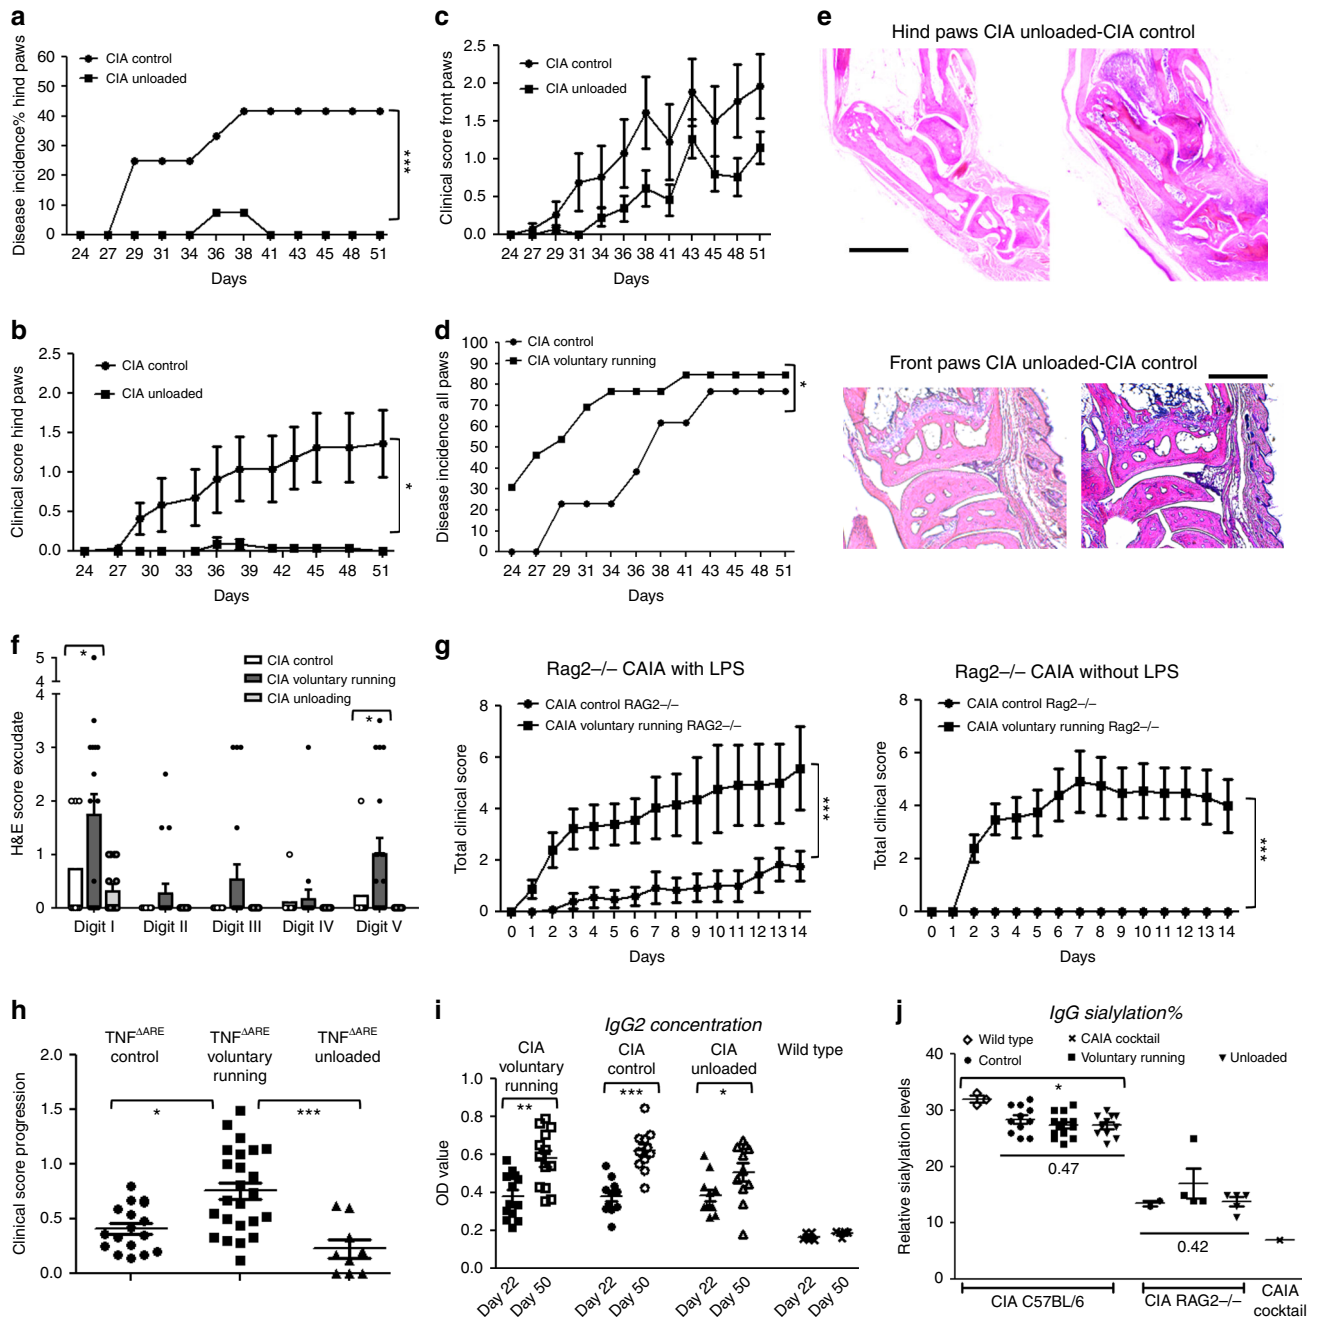 a
60
50
40
30
20
10
0
Disease incidence% hind paws
CIA control
CIA unloaded
***
24 27 29 31 34 36 38 41 43 45 48 51
Days
b
2.5
2.0
1.5
1.0
0.5
0.0
Clinical score hind paws
CIA control
CIA unloaded
*
24 27 30 33 36 39 42 45 48 51
Days
c
2.5
2.0
1.5
1.0
0.5
0.0
Clinical score front paws
CIA control
CIA unloaded
24 27 29 31 34 36 38 41 43 45 48 51
Days
d
100
90
80
70
60
50
40
30
20
10
0
Disease incidence all paws
CIA control
CIA voluntary running
*
24 27 29 31 34 36 38 41 43 45 48 51
Days
e
Hind paws CIA unloaded-CIA control
Front paws CIA unloaded-CIA control
f
5
4
3
2
1
0
H&E score excudate
*
CIA control
CIA voluntary running
CIA unloading
*
Digit I Digit II Digit III Digit IV Digit V
g
Rag2–/– CAIA with LPS
8
6
4
2
0
Total clinical score
CAIA control RAG2–/–
CAIA voluntary running RAG2–/–
***
0 1 2 3 4 5 6 7 8 9 10 11 12 13 14
Days
Rag2–/– CAIA without LPS
8
6
4
2
0
Total clinical score
CAIA control Rag2–/–
CAIA voluntary running Rag2–/–
***
0 1 2 3 4 5 6 7 8 9 10 11 12 13 14
Days
h
TNF^ΔARE control
TNF^ΔARE voluntary running
TNF^ΔARE unloaded
2.0
1.5
1.0
0.5
0.0
Clinical score progression
* ***
i
IgG2 concentration
CIA voluntary running
CIA control
CIA unloaded
Wild type
1.0
0.8
0.6
0.4
0.2
0.0
OD value
** *** *
Day 22 Day 50 Day 22 Day 50 Day 22 Day 50 Day 22 Day 50
j
IgG sialylation%
Wild type CAIA cocktail
Control Voluntary running Unloaded
40
30
20
10
0
Relative sialylation levels
*
0.47
0.42
CIA C57BL/6 CIA RAG2–/– CAIA
cocktail